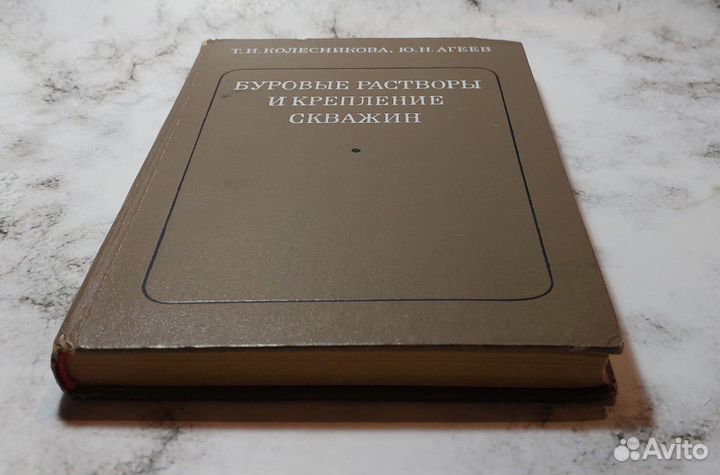 Т. И. КОЛЕСНИКОВА, Ю. Н. АГЕЕВ
БУРОВЫЕ РАСТВОРЫ
И КРЕПЛЕНИЕ
СКВАЖИН
Avito